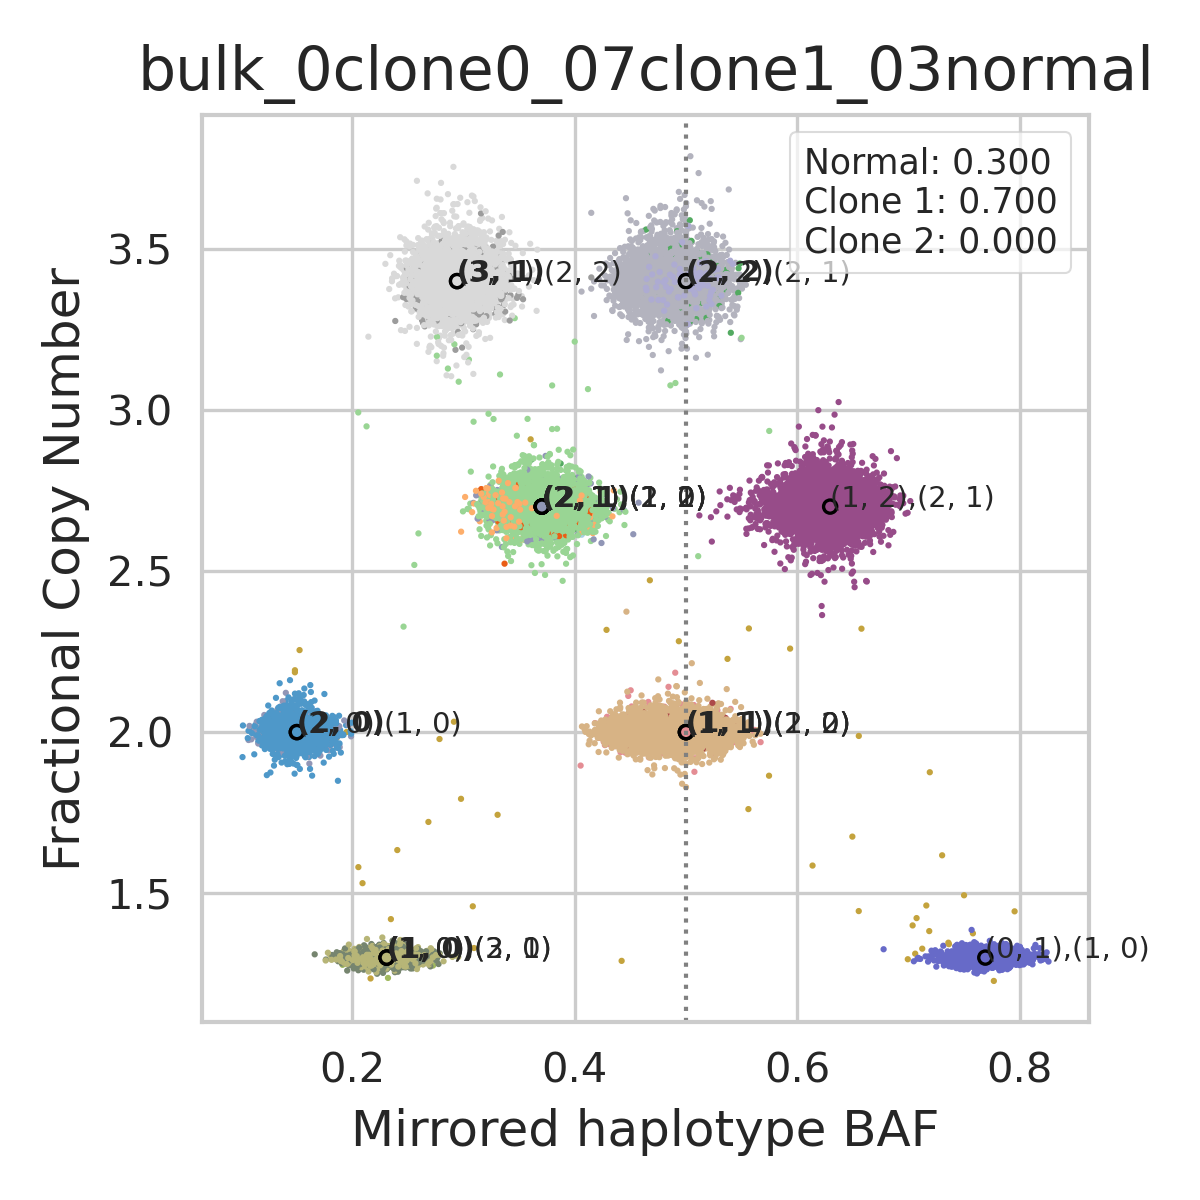 bulk_0clone0_07clone1_03normal
Normal: 0.300
Clone 1: 0.700
Clone 2: 0.000
3.5
3.0
2.5
2.0
1.5
Fractional Copy Number
(3, 1) (2, 2)
(2, 2) (2, 1)
(2, 1)
(1, 2),(2, 1)
(2, 0) (1, 0)
(1, 1)
(1, 0)
(0, 1),(1, 0)
0.2
0.4
0.6
0.8
Mirrored haplotype BAF